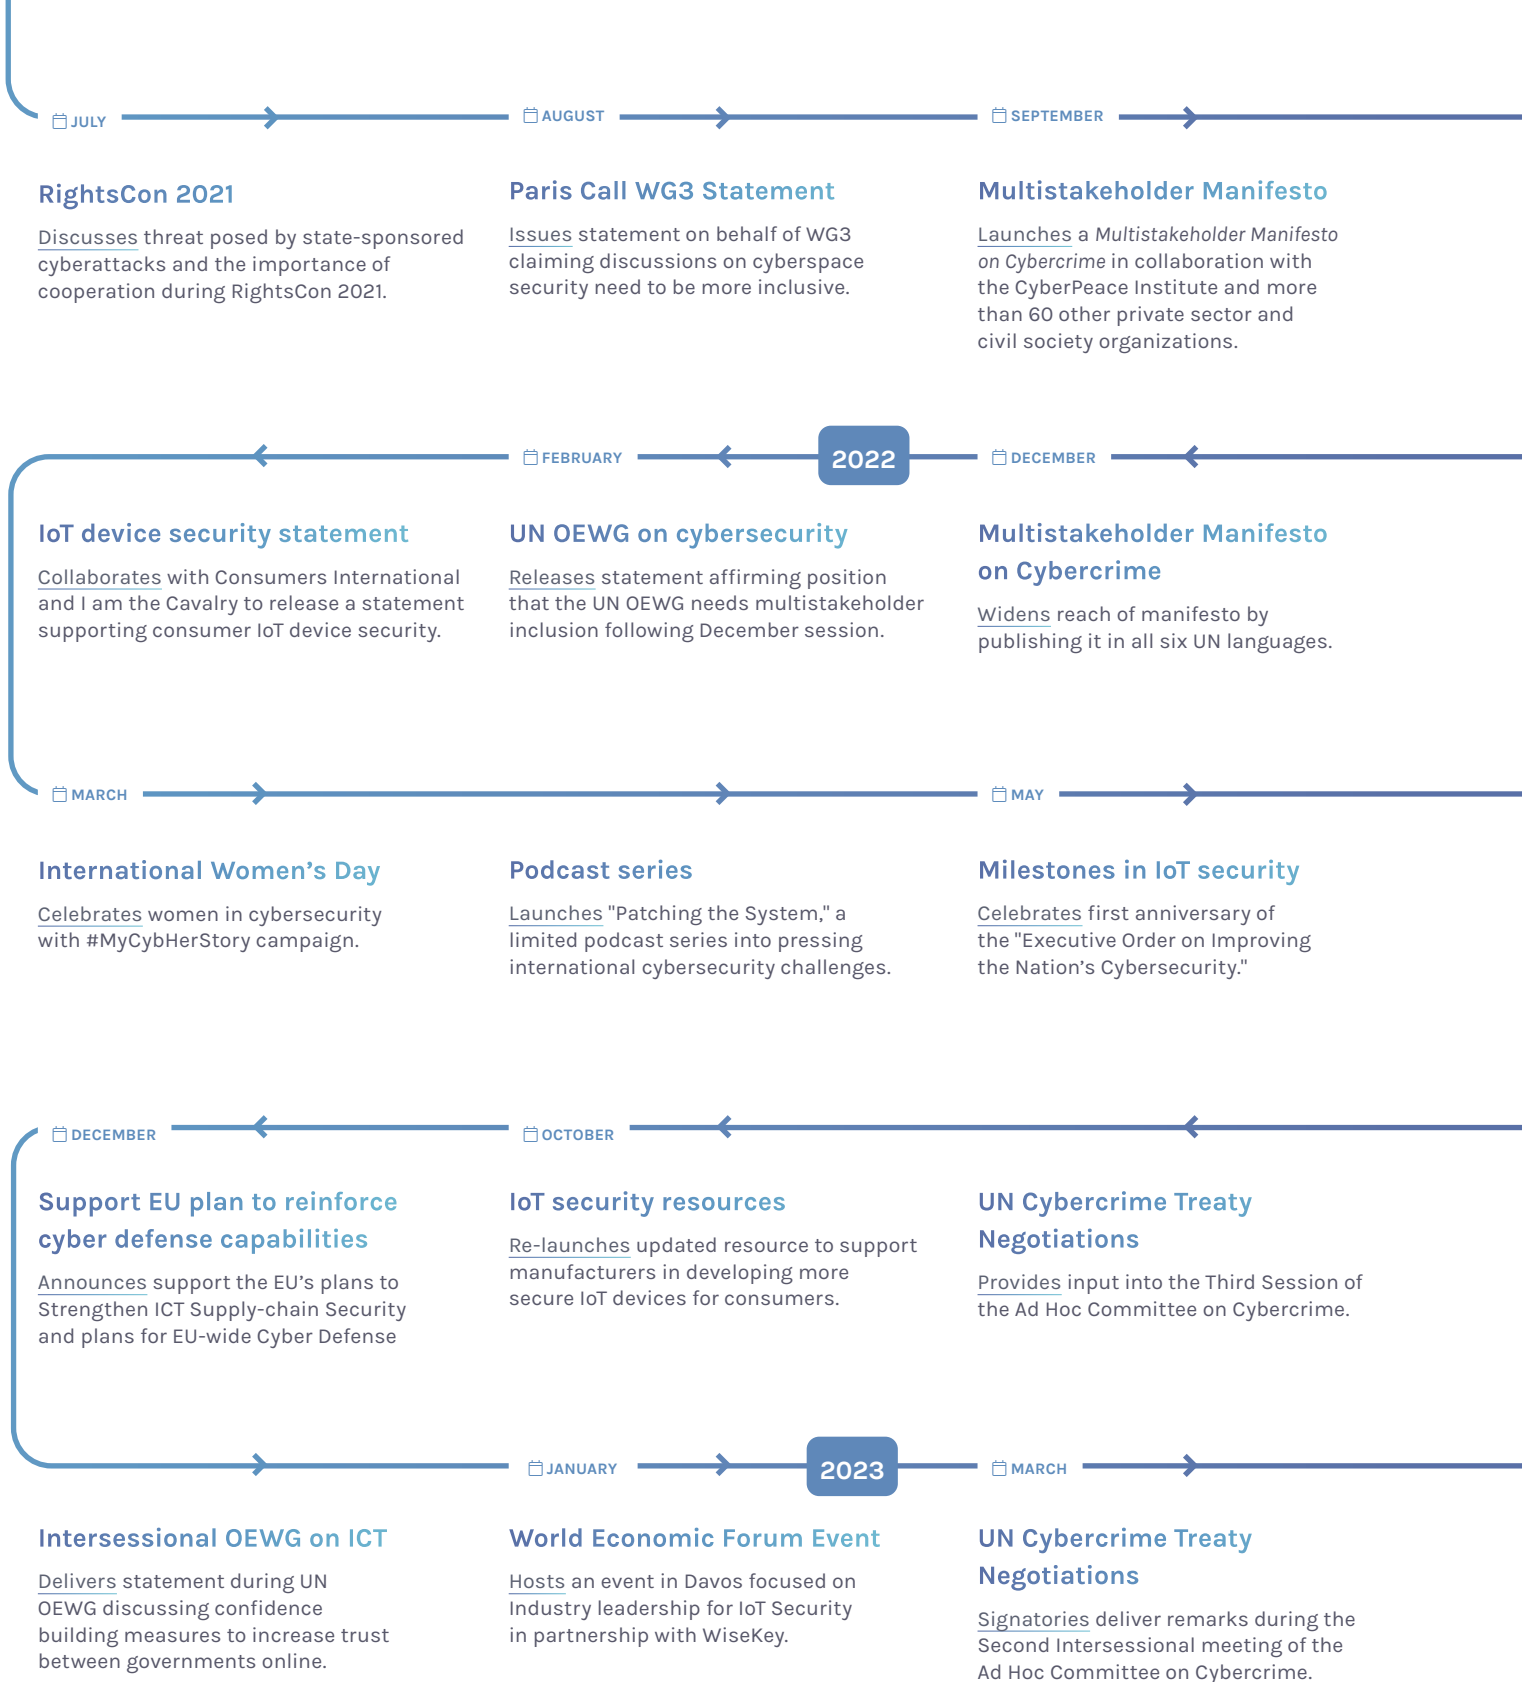 JULY
RightsCon 2021
Discusses threat posed by state-sponsored
cyberattacks and the importance of
cooperation during RightsCon 2021.
AUGUST
Paris Call WG3 Statement
Issues statement on behalf of WG3
claiming discussions on cyberspace
security need to be more inclusive.
SEPTEMBER
Multistakeholder Manifesto
Launches a Multistakeholder Manifesto
on Cybercrime in collaboration with
the CyberPeace Institute and more
than 60 other private sector and
civil society organizations.
IoT device security statement
Collaborates with Consumers International
and I am the Cavalry to release a statement
supporting consumer IoT device security.
FEBRUARY
UN OEWG on cybersecurity
Releases statement affirming position
that the UN OEWG needs multistakeholder
inclusion following December session.
2022
DECEMBER
Multistakeholder Manifesto
on Cybercrime
Widens reach of manifesto by
publishing it in all six UN languages.
MARCH
International Women’s Day
Celebrates women in cybersecurity
with #MyCybHerStory campaign.
Podcast series
Launches "Patching the System," a
limited podcast series into pressing
international cybersecurity challenges.
MAY
Milestones in IoT security
Celebrates first anniversary of
the "Executive Order on Improving
the Nation’s Cybersecurity."
DECEMBER
Support EU plan to reinforce
cyber defense capabilities
Announces support the EU’s plans to
Strengthen ICT Supply-chain Security
and plans for EU-wide Cyber Defense
OCTOBER
IoT security resources
Re-launches updated resource to support
manufacturers in developing more
secure IoT devices for consumers.
UN Cybercrime Treaty
Negotiations
Provides input into the Third Session of
the Ad Hoc Committee on Cybercrime.
Intersessional OEWG on ICT
Delivers statement during UN
OEWG discussing confidence
building measures to increase trust
between governments online.
JANUARY
World Economic Forum Event
Hosts an event in Davos focused on
Industry leadership for IoT Security
in partnership with WiseKey.
2023
MARCH
UN Cybercrime Treaty
Negotiations
Signatories deliver remarks during the
Second Intersessional meeting of the
Ad Hoc Committee on Cybercrime.